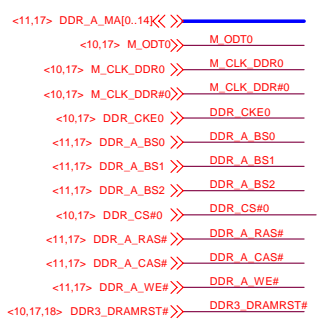 <11,17> DDR_A_MA[0..14]
<10,17> M_ODT0 M_ODT0
<10,17> M_CLK_DDR0 M_CLK_DDR0
<10,17> M_CLK_DDR#0 M_CLK_DDR#0
<10,17> DDR_CKE0 DDR_CKE0
<11,17> DDR_A_BS0 DDR_A_BS0
<11,17> DDR_A_BS1 DDR_A_BS1
<11,17> DDR_A_BS2 DDR_A_BS2
<10,17> DDR_CS#0 DDR_CS#0
<11,17> DDR_A_RAS# DDR_A_RAS#
<11,17> DDR_A_CAS# DDR_A_CAS#
<11,17> DDR_A_WE# DDR_A_WE#
<10,17,18> DDR3_DRAMRST# DDR3_DRAMRST#